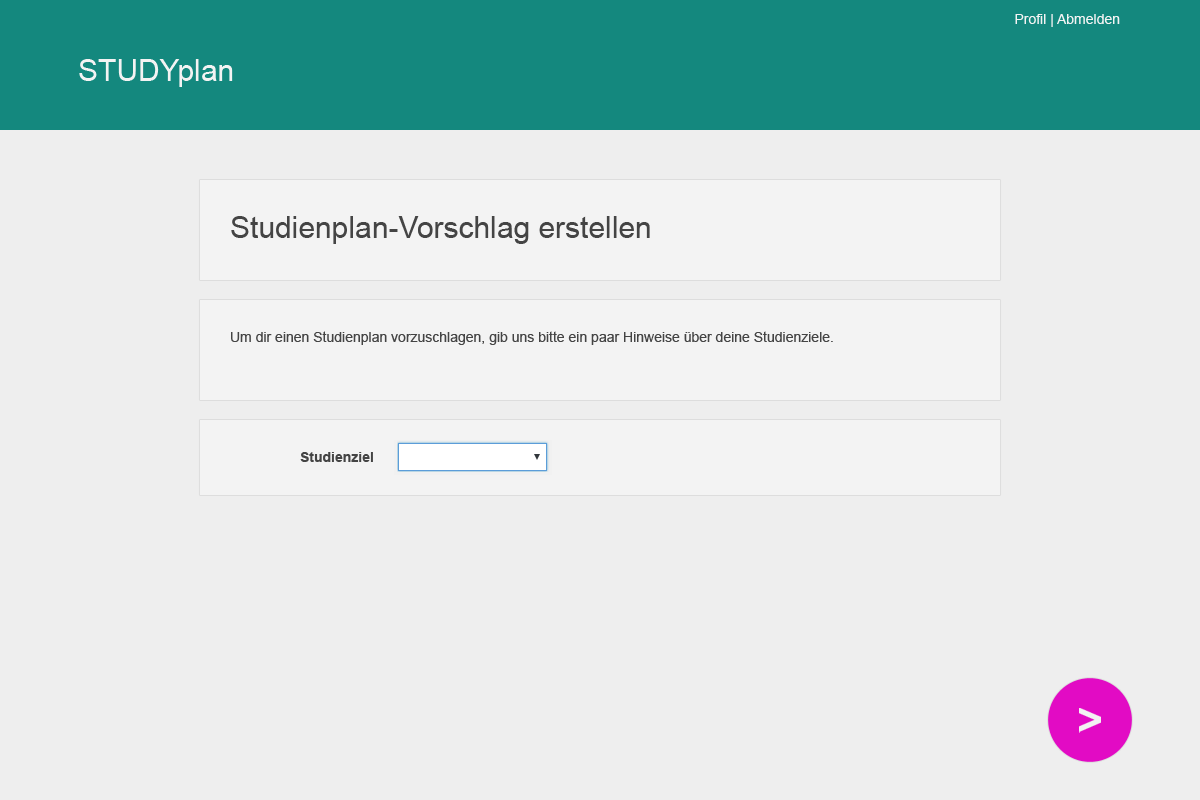 Profil | Abmelden
STUDYplan
Studienplan-Vorschlag erstellen
Um dir einen Studienplan vorzuschlagen, gib uns bitte ein paar Hinweise über deine Studienziele.
Studienziel
>